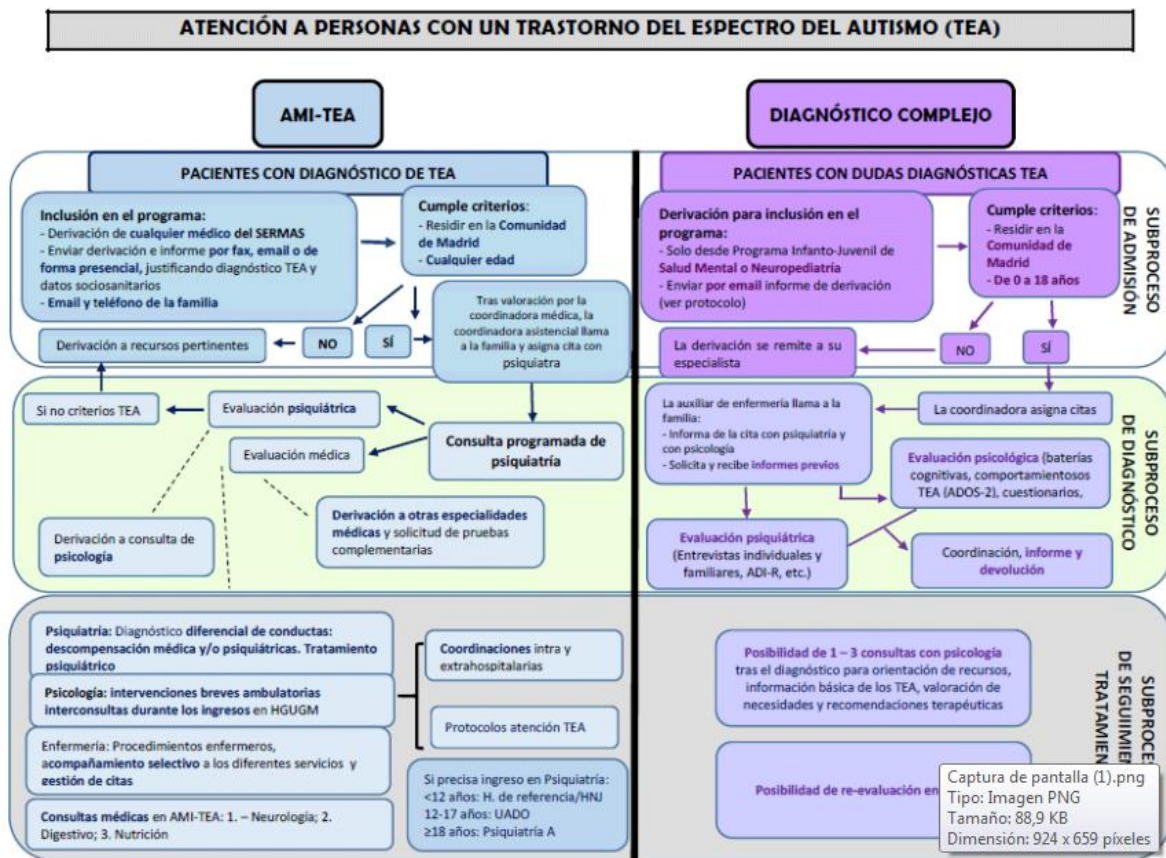 ATENCIÓN A PERSONAS CON UN TRASTORNO DEL ESPECTRO DEL AUTISMO (TEA)
AMI-TEA
PACIENTES CON DIAGNÓSTICO DE TEA
Inclusión en el programa:
- Derivación de cualquier médico del SERMAS
- Enviar derivación e informe por fax, email o de
forma presencial, justificando diagnóstico TEA y
datos sociosanitarios
- Email y teléfono de la familia
Cumple criterios:
- Residir en la Comunidad
de Madrid
- Cualquier edad
Derivación a recursos pertinentes
NO
SÍ
Tras valoración por la
coordinadora médica, la
coordinadora asistencial llama
a la familia y asigna cita con
psiquiatra
Si no criterios TEA
Evaluación psiquiátrica
Evaluación médica
Consulta programada de
psiquiatría
Derivación a consulta de
psicología
Derivación a otras especialidades
médicas y solicitud de pruebas
complementarias
Psiquiatría: Diagnóstico diferencial de conductas:
descompensación médica y/o psiquiátricas. Tratamiento
psiquiátrico
Psicología: intervenciones breves ambulatorias
interconsultas durante los ingresos en HGUGM
Enfermería: Procedimientos enfermeros,
acompañamiento selectivo a los diferentes servicios y
gestión de citas
Consultas médicas en AMI-TEA: 1. – Neurología; 2.
Digestivo; 3. Nutrición
Coordinaciones intra y
extrahospitalarias
Protocolos atención TEA
Si precisa ingreso en Psiquiatría:
<12 años: H. de referencia/HNJ
12-17 años: UADO
≥18 años: Psiquiatría A
DIAGNÓSTICO COMPLEJO
PACIENTES CON DUDAS DIAGNÓSTICAS TEA
Derivación para inclusión en el
programa:
- Solo desde Programa Infanto-Juvenil de
Salud Mental o Neuropediatría
- Enviar por email informe de derivación
(ver protocolo)
Cumple criterios:
- Residir en la
Comunidad de
Madrid
- De 0 a 18 años
La derivación se remite a su
especialista
NO
SÍ
SUBPROCESO
DE ADMISIÓN
La auxiliar de enfermería llama a la
familia:
- Informa de la cita con psiquiatría y
con psicología
- Solicita y recibe informes previos
La coordinadora asigna citas
Evaluación psicológica (baterías
cognitivas, comportamientosos
TEA (ADOS-2), cuestionarios,
Evaluación psiquiátrica
(Entrevistas individuales y
familiares, ADI-R, etc.)
Coordinación, informe y
devolución
SUBPROCESO DE
DIAGNÓSTICO
Posibilidad de 1 – 3 consultas con psicología
tras el diagnóstico para orientación de recursos,
información básica de los TEA, valoración de
necesidades y recomendaciones terapéuticas
Posibilidad de re-evaluación en
DE SEGUIMIEN
Captura de pantalla (1).png
Tipo: Imagen PNG
Tamaño: 88,9 KB
Dimensión: 924 x 659 píxeles